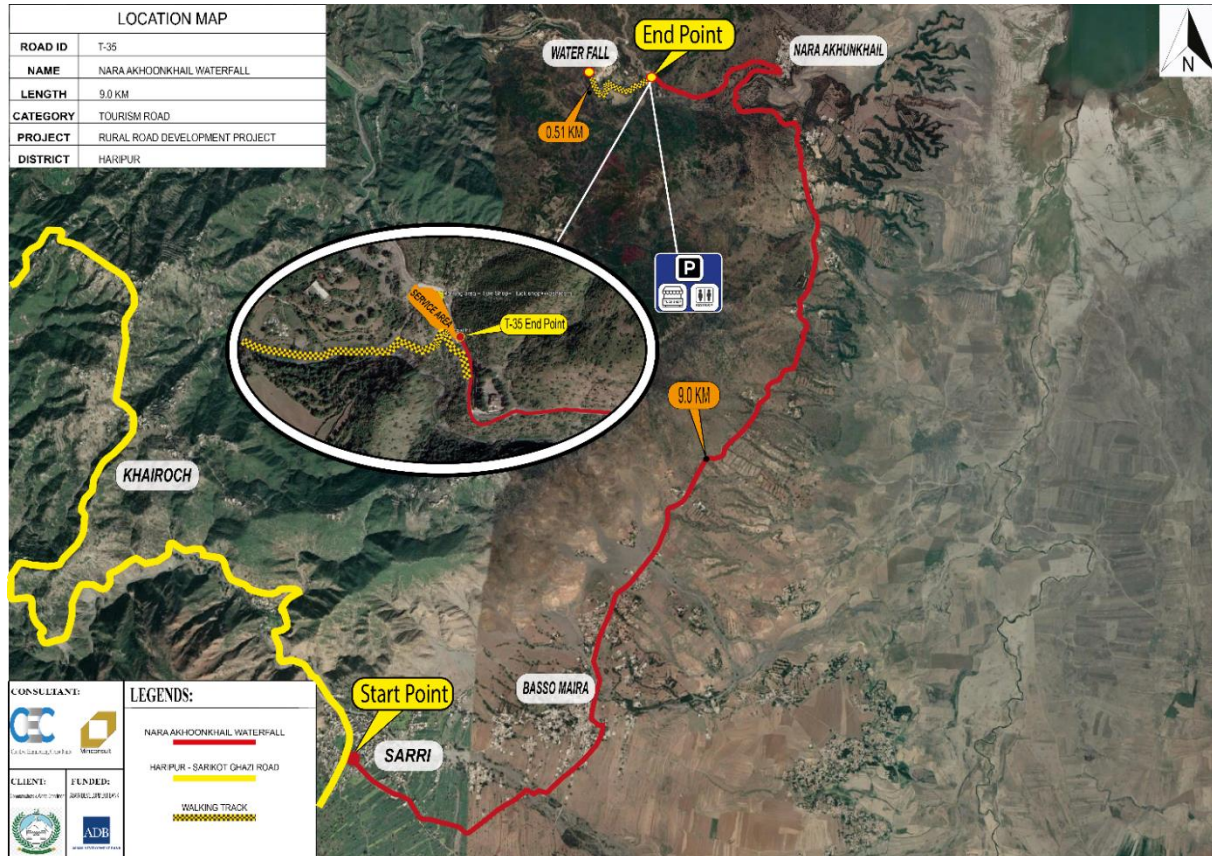 LOCATION MAP
ROAD ID T-35
NAME NARA AKHOONKHAIL WATERFALL
LENGTH 9.0 KM
CATEGORY TOURISM ROAD
PROJECT RURAL ROAD DEVELOPMENT PROJECT
DISTRICT HARIPUR
WATER FALL
End Point
NARA AKHUNKHAIL
N
0.51 KM
P
SERVICE AREA
T-35 End Point
9.0 KM
KHAIROCH
BASSO MAIRA
Start Point
SARRI
CONSULTANT:
CEC
CLIENT:
FUNDED:
ADB
LEGENDS:
NARA AKHOONKHAIL WATERFALL
HARIPUR - SARIKOT GHAZI ROAD
WALKING TRACK